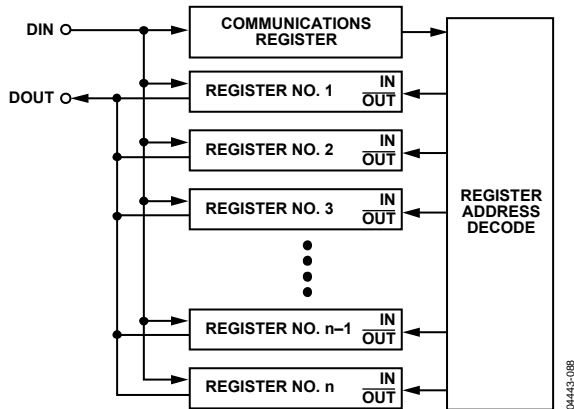 DIN
COMMUNICATIONS
REGISTER
DOUT
REGISTER NO. 1
IN
OUT
REGISTER NO. 2
IN
OUT
REGISTER NO. 3
IN
OUT
REGISTER
ADDRESS
DECODE
REGISTER NO. n–1
IN
OUT
REGISTER NO. n
IN
OUT
04443-088